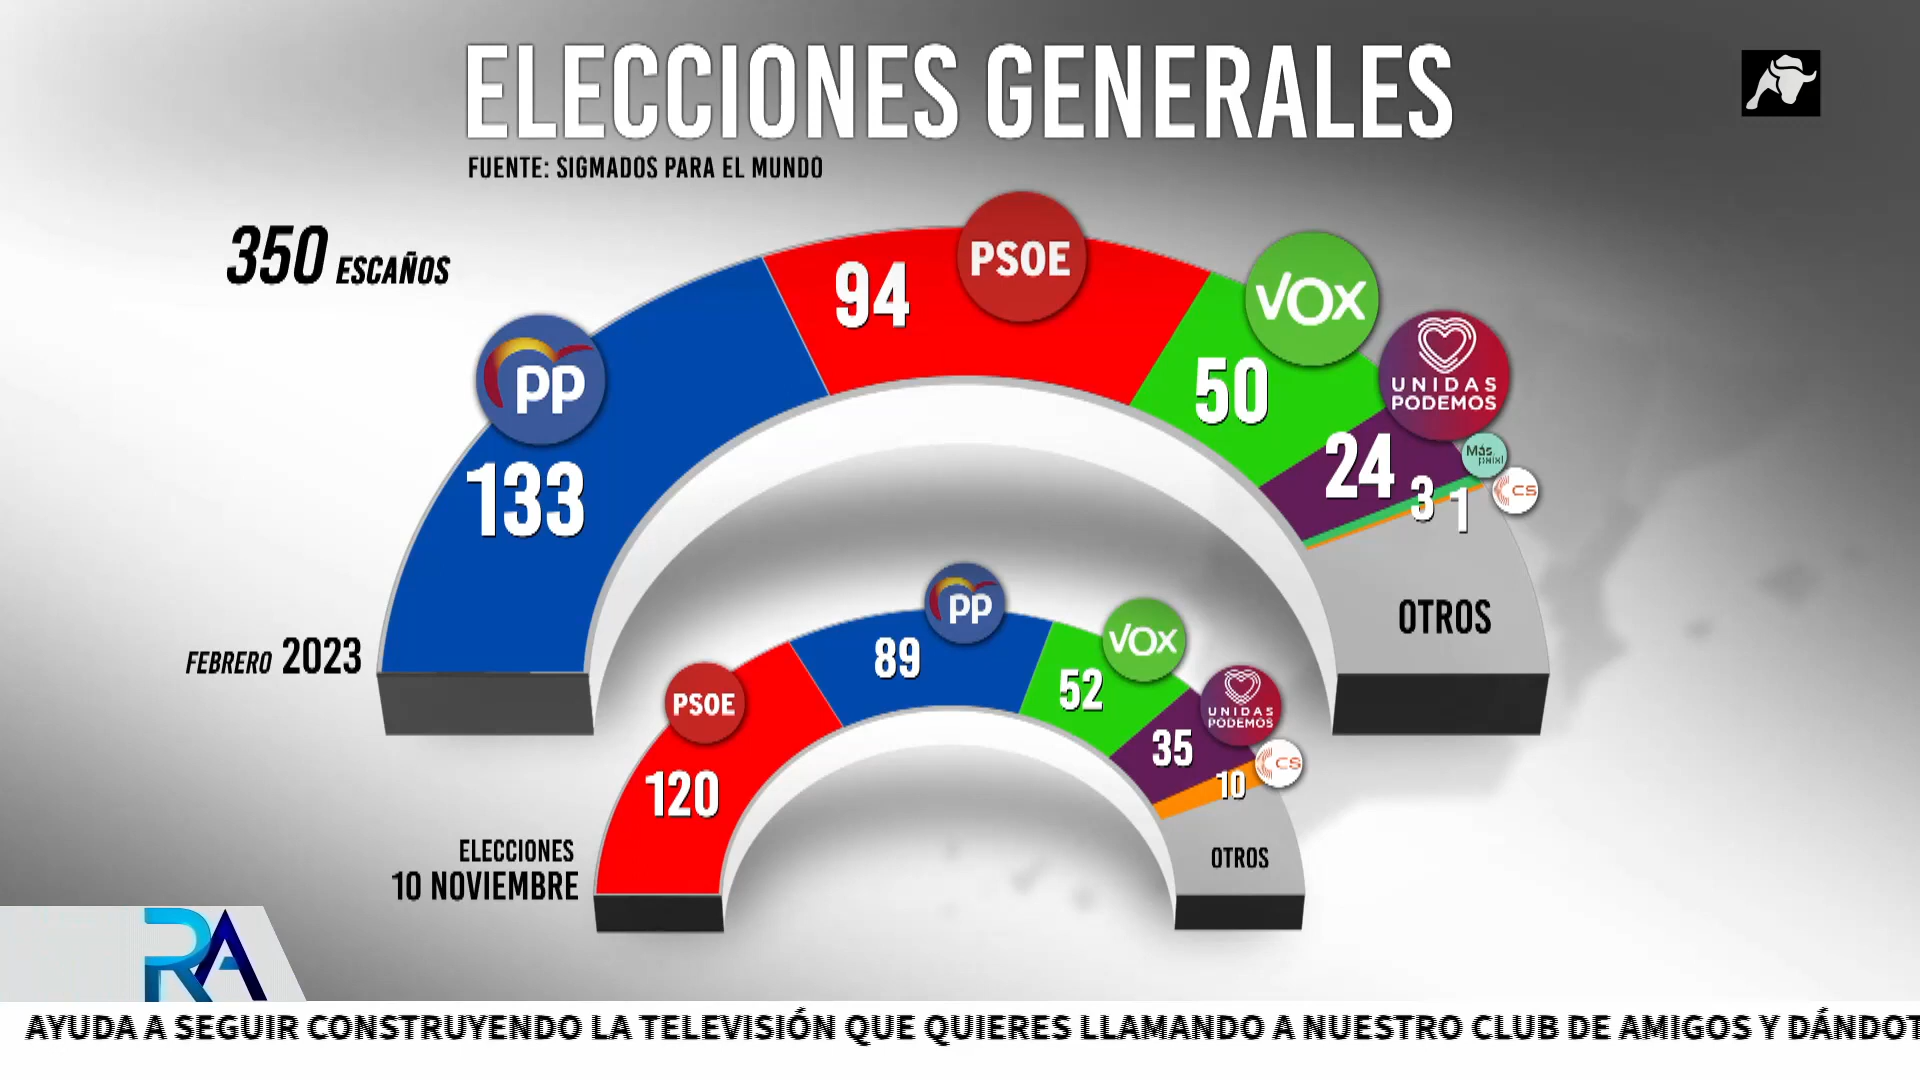 ELECCIONES GENERALES
FUENTE: SIGMADOS PARA EL MUNDO
350 ESCAÑOS
PSOE
94
VOX
50
PP
133
UNIDAS
PODEMOS
24
Más
país!
3
CS
1
OTROS
FEBRERO 2023
PP
89
VOX
52
PSOE
120
UNIDAS
PODEMOS
35
CS
10
OTROS
ELECCIONES
10 NOVIEMBRE
RA
AYUDA A SEGUIR CONSTRUYENDO LA TELEVISIÓN QUE QUIERES LLAMANDO A NUESTRO CLUB DE AMIGOS Y DÁNDOT